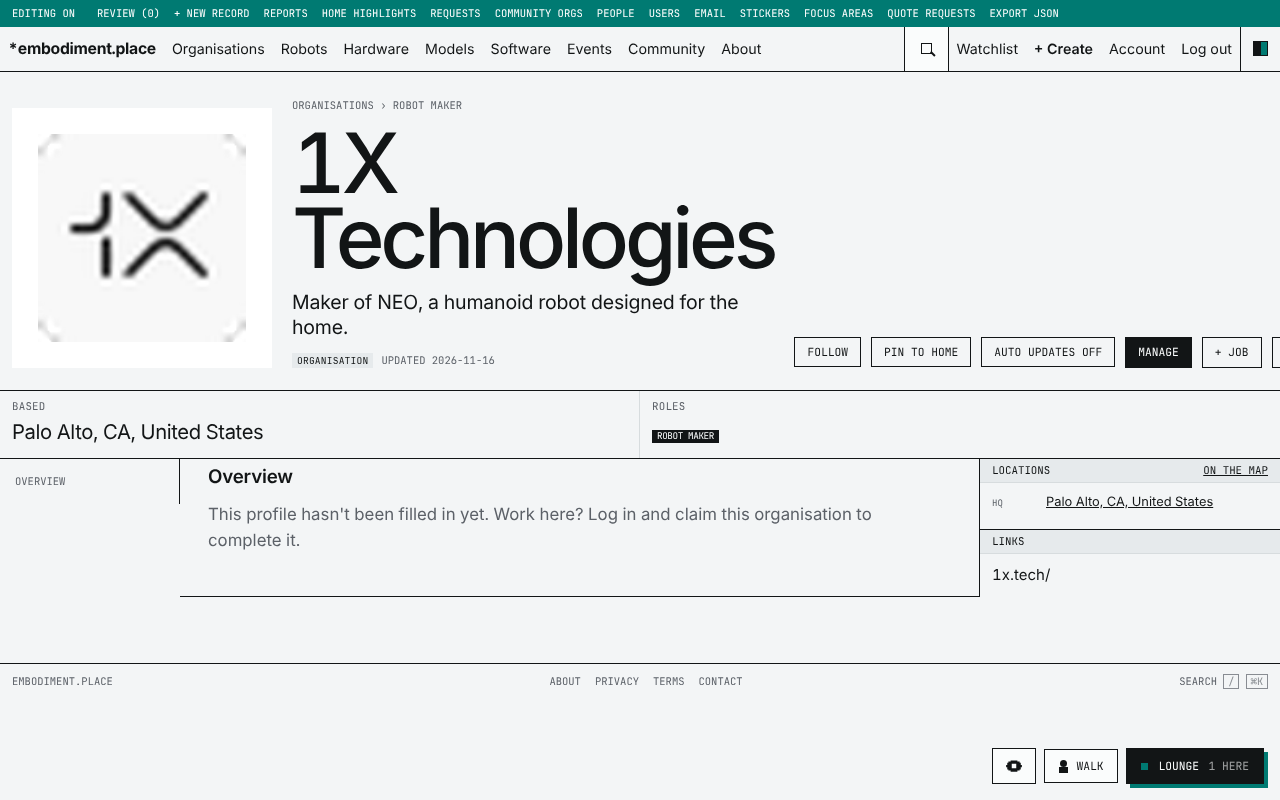 EDITING ON REVIEW (0) + NEW RECORD REPORTS HOME HIGHLIGHTS REQUESTS COMMUNITY ORGS PEOPLE USERS EMAIL STICKERS FOCUS AREAS QUOTE REQUESTS EXPORT JSON
*embodiment.place Organisations Robots Hardware Models Software Events Community About Watchlist + Create Account Log out
ORGANISATIONS › ROBOT MAKER
1X
Technologies
Maker of NEO, a humanoid robot designed for the
home.
ORGANISATION UPDATED 2026-11-16
FOLLOW PIN TO HOME AUTO UPDATES OFF MANAGE + JOB
BASED
Palo Alto, CA, United States
ROLES
ROBOT MAKER
OVERVIEW
Overview
This profile hasn't been filled in yet. Work here? Log in and claim this organisation to
complete it.
LOCATIONS ON THE MAP
HQ Palo Alto, CA, United States
LINKS
1x.tech/
EMBODIMENT.PLACE ABOUT PRIVACY TERMS CONTACT SEARCH / ⌘K
WALK LOUNGE 1 HERE